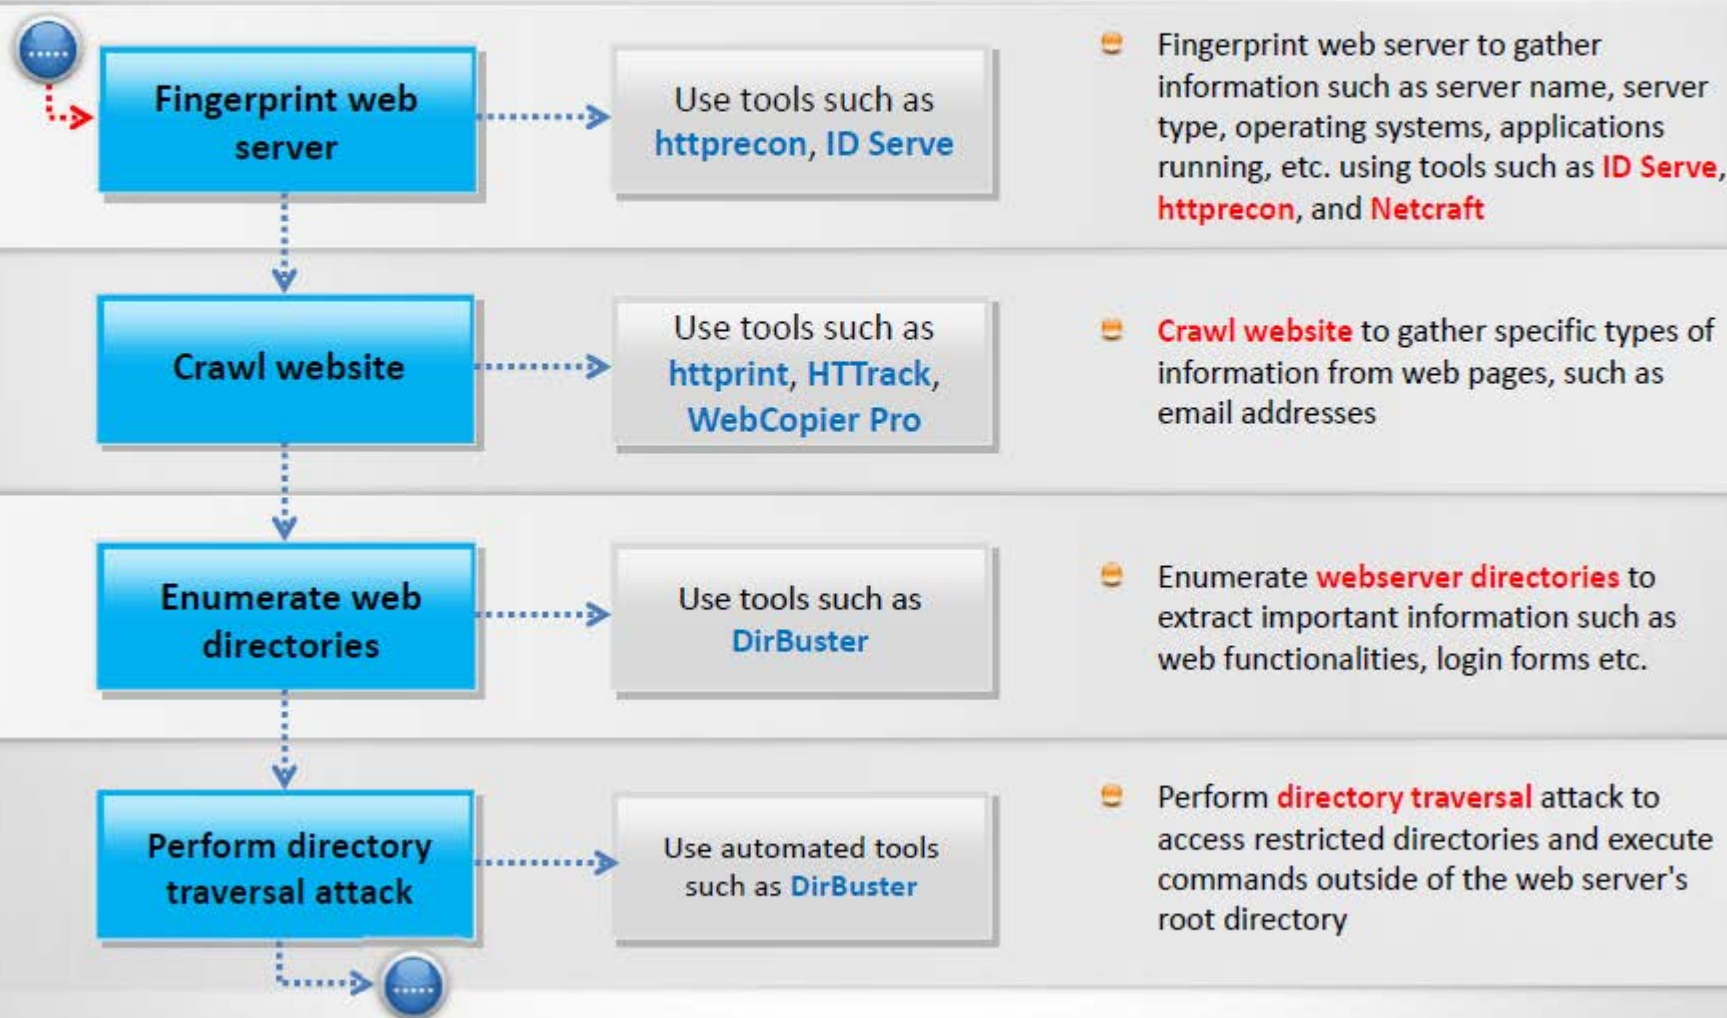 Fingerprint web
server
Use tools such as
httprecon, ID Serve
Fingerprint web server to gather
information such as server name, server
type, operating systems, applications
running, etc. using tools such as ID Serve,
httprecon, and Netcraft
Crawl website
Use tools such as
httprint, HTTrack,
WebCopier Pro
Crawl website to gather specific types of
information from web pages, such as
email addresses
Enumerate web
directories
Use tools such as
DirBuster
Enumerate webserver directories to
extract important information such as
web functionalities, login forms etc.
Perform directory
traversal attack
Use automated tools
such as DirBuster
Perform directory traversal attack to
access restricted directories and execute
commands outside of the web server's
root directory